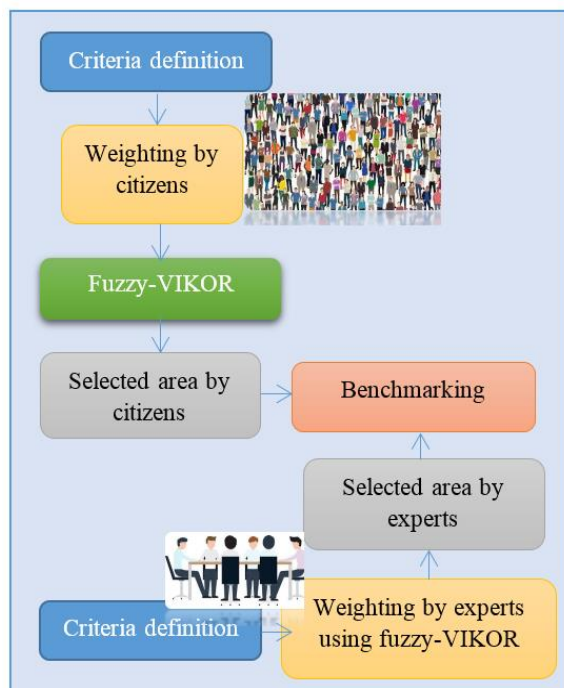 Criteria definition
Weighting by
citizens
Fuzzy-VIKOR
Selected area by
citizens
Benchmarking
Selected area by
experts
Criteria definition
Weighting by experts
using fuzzy-VIKOR